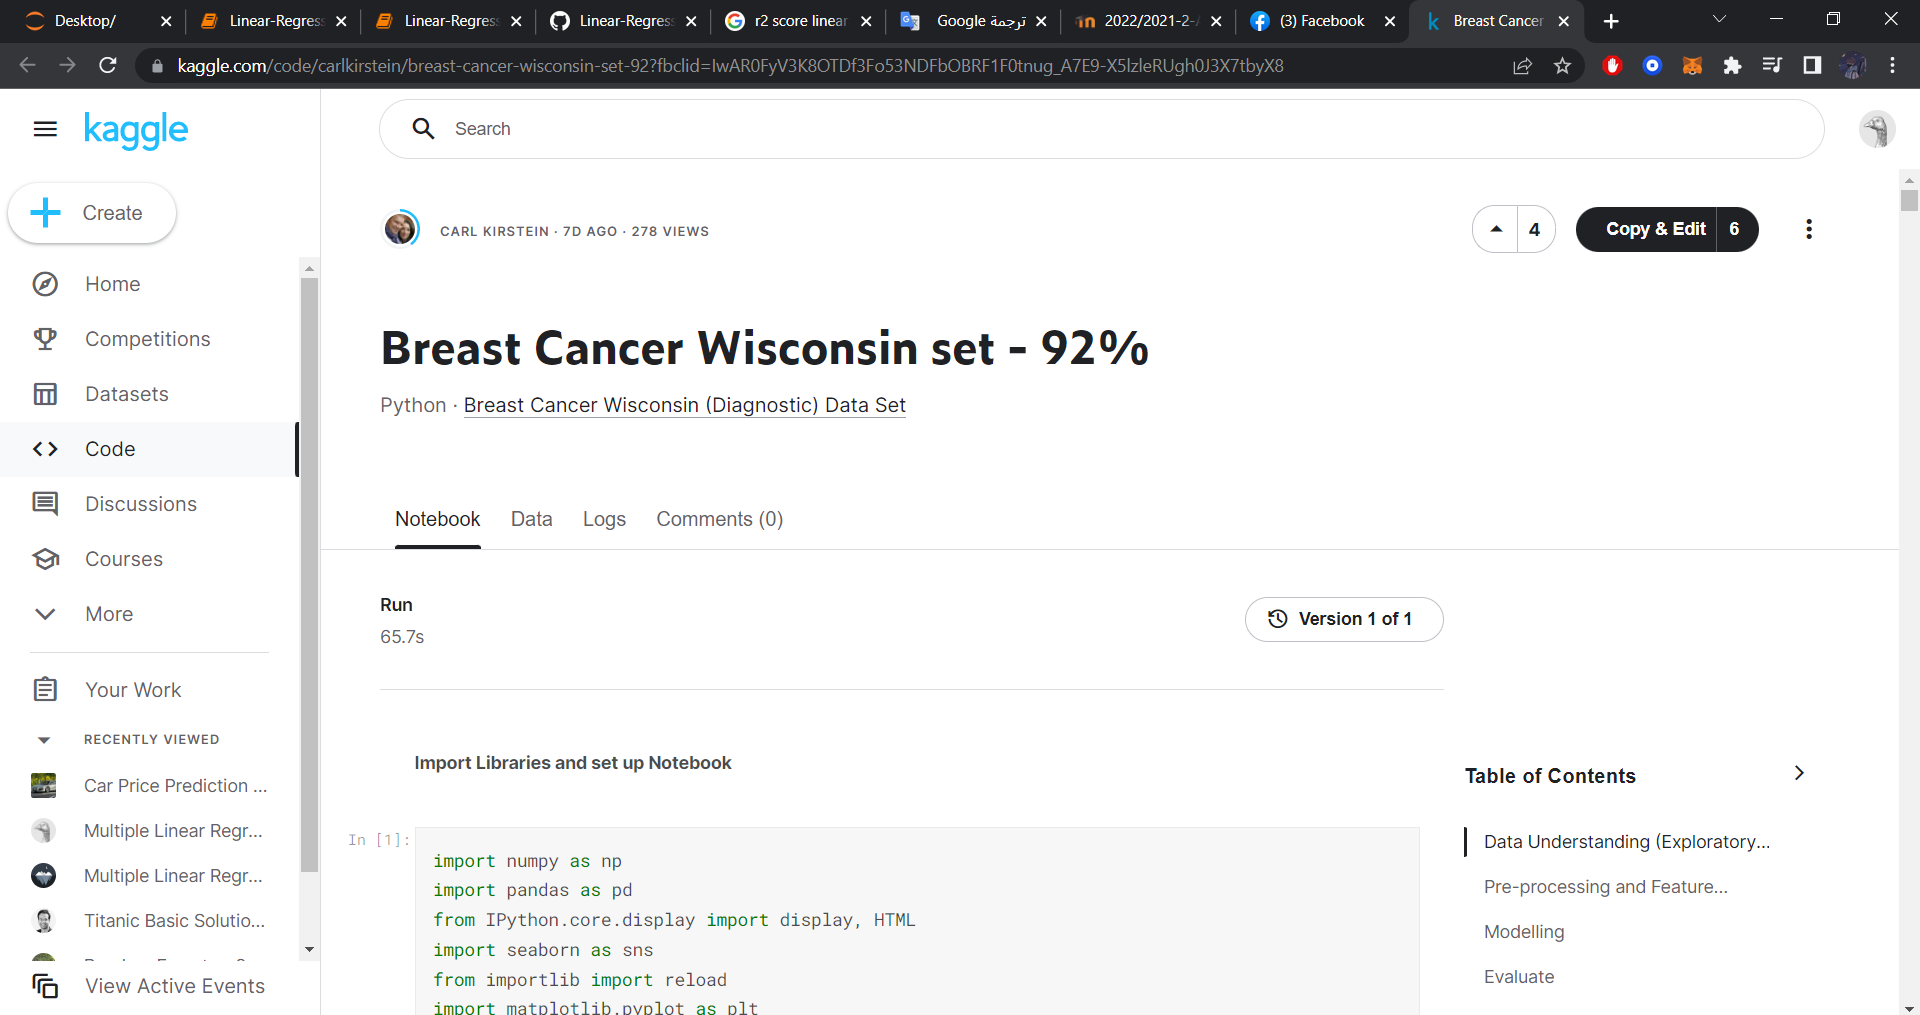 Desktop/
Linear-Regress
Linear-Regress
Linear-Regress
r2 score linear
ترجمة Google
2022/2021-2-
(3) Facebook
Breast Cancer
kaggle.com/code/carlkirstein/breast-cancer-wisconsin-set-92?fbclid=IwAR0FyV3K8OTDf3Fo53NDFbOBRF1F0tnug_A7E9-X5lzleRUgh0J3X7tbyX8
kaggle
Search
Create
CARL KIRSTEIN · 7D AGO · 278 VIEWS
4
Copy & Edit 6
Home
Competitions
Datasets
Code
Discussions
Courses
More
Your Work
RECENTLY VIEWED
Car Price Prediction ...
Multiple Linear Regr...
Multiple Linear Regr...
Titanic Basic Solutio...
View Active Events
Breast Cancer Wisconsin set - 92%
Python · Breast Cancer Wisconsin (Diagnostic) Data Set
Notebook Data Logs Comments (0)
Run
65.7s
Version 1 of 1
Import Libraries and set up Notebook
In [1]:
import numpy as np
import pandas as pd
from IPython.core.display import display, HTML
import seaborn as sns
from importlib import reload
import matplotlib.pyplot as plt
Table of Contents
Data Understanding (Exploratory...
Pre-processing and Feature...
Modelling
Evaluate